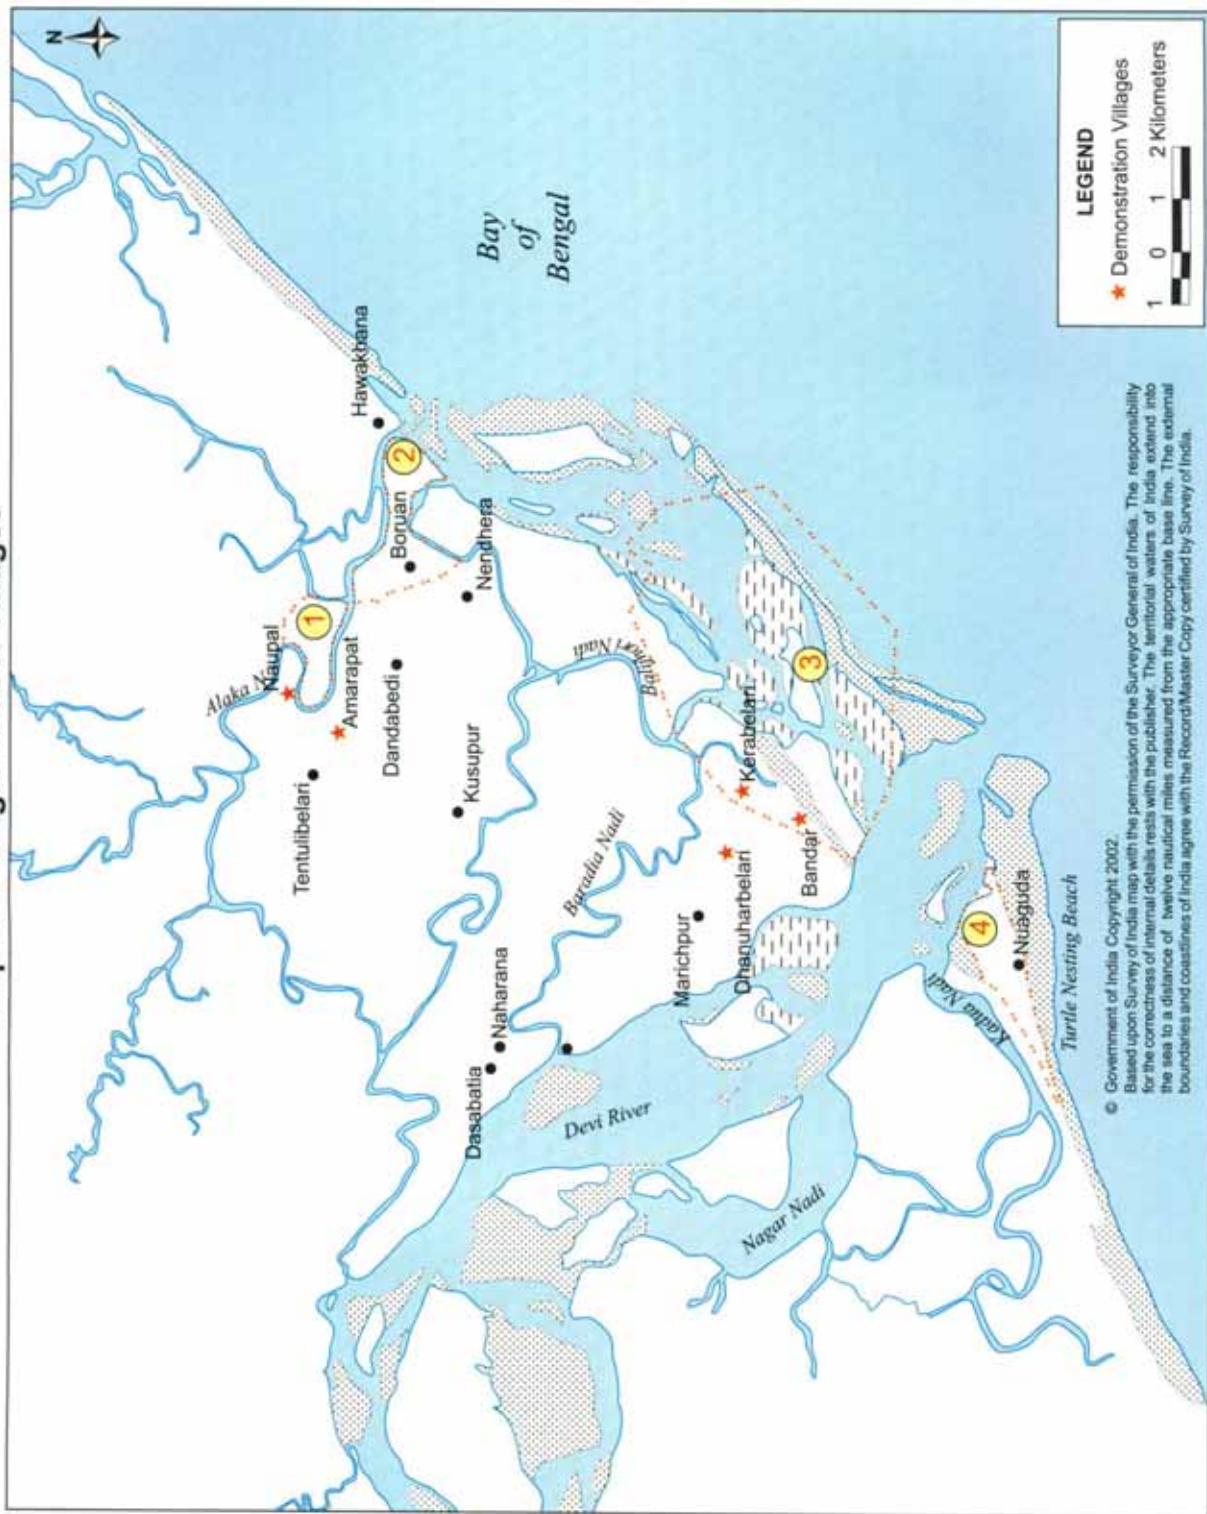 N
Bay
of
Bengal
Hawakhana
Boruan
Nendhera
Naupal
Amarapat
Dandabedi
Tentulibelari
Kusupur
Baradia Nadi
Kerabelari
Bandar
Dhanuharbelari
Marichpur
Naharana
Dasabatia
Devi River
Nagar Nadi
Kadua Nadi
Nuaguda
Turtle Nesting Beach
1
2
3
4
LEGEND
Demonstration Villages
1 0 1 2 Kilometers
© Government of India Copyright 2002.
Based upon Survey of India map with the permission of the Surveyor General of India. The responsibility
for the correctness of internal details rests with the publisher. The territorial waters of India extend into
the sea to a distance of twelve nautical miles measured from the appropriate base line. The external
boundaries and coastlines of India agree with the Record/Master Copy certified by Survey of India.